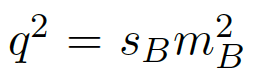 $q^2 = s_B m_B^2$